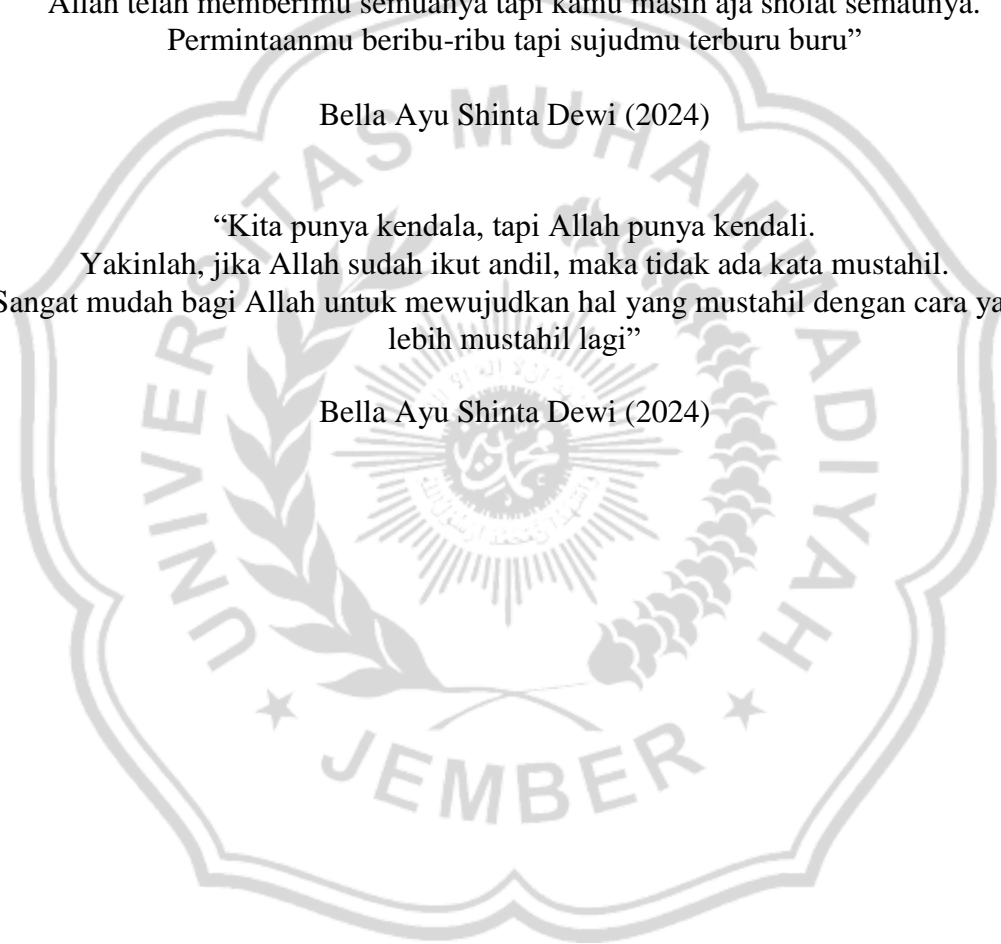 Allah telah memberimu semuanya tapi kamu masih aja sholat semaunya.
Permintaanmu beribu-ribu tapi sujudmu terburu buru”
Bella Ayu Shinta Dewi (2024)
“Kita punya kendala, tapi Allah punya kendali.
Yakinlah, jika Allah sudah ikut andil, maka tidak ada kata mustahil.
Sangat mudah bagi Allah untuk mewujudkan hal yang mustahil dengan cara
lebih mustahil lagi”
Bella Ayu Shinta Dewi (2024)
UNIVERSITAS MUHAMMADIYAH
JEMBER